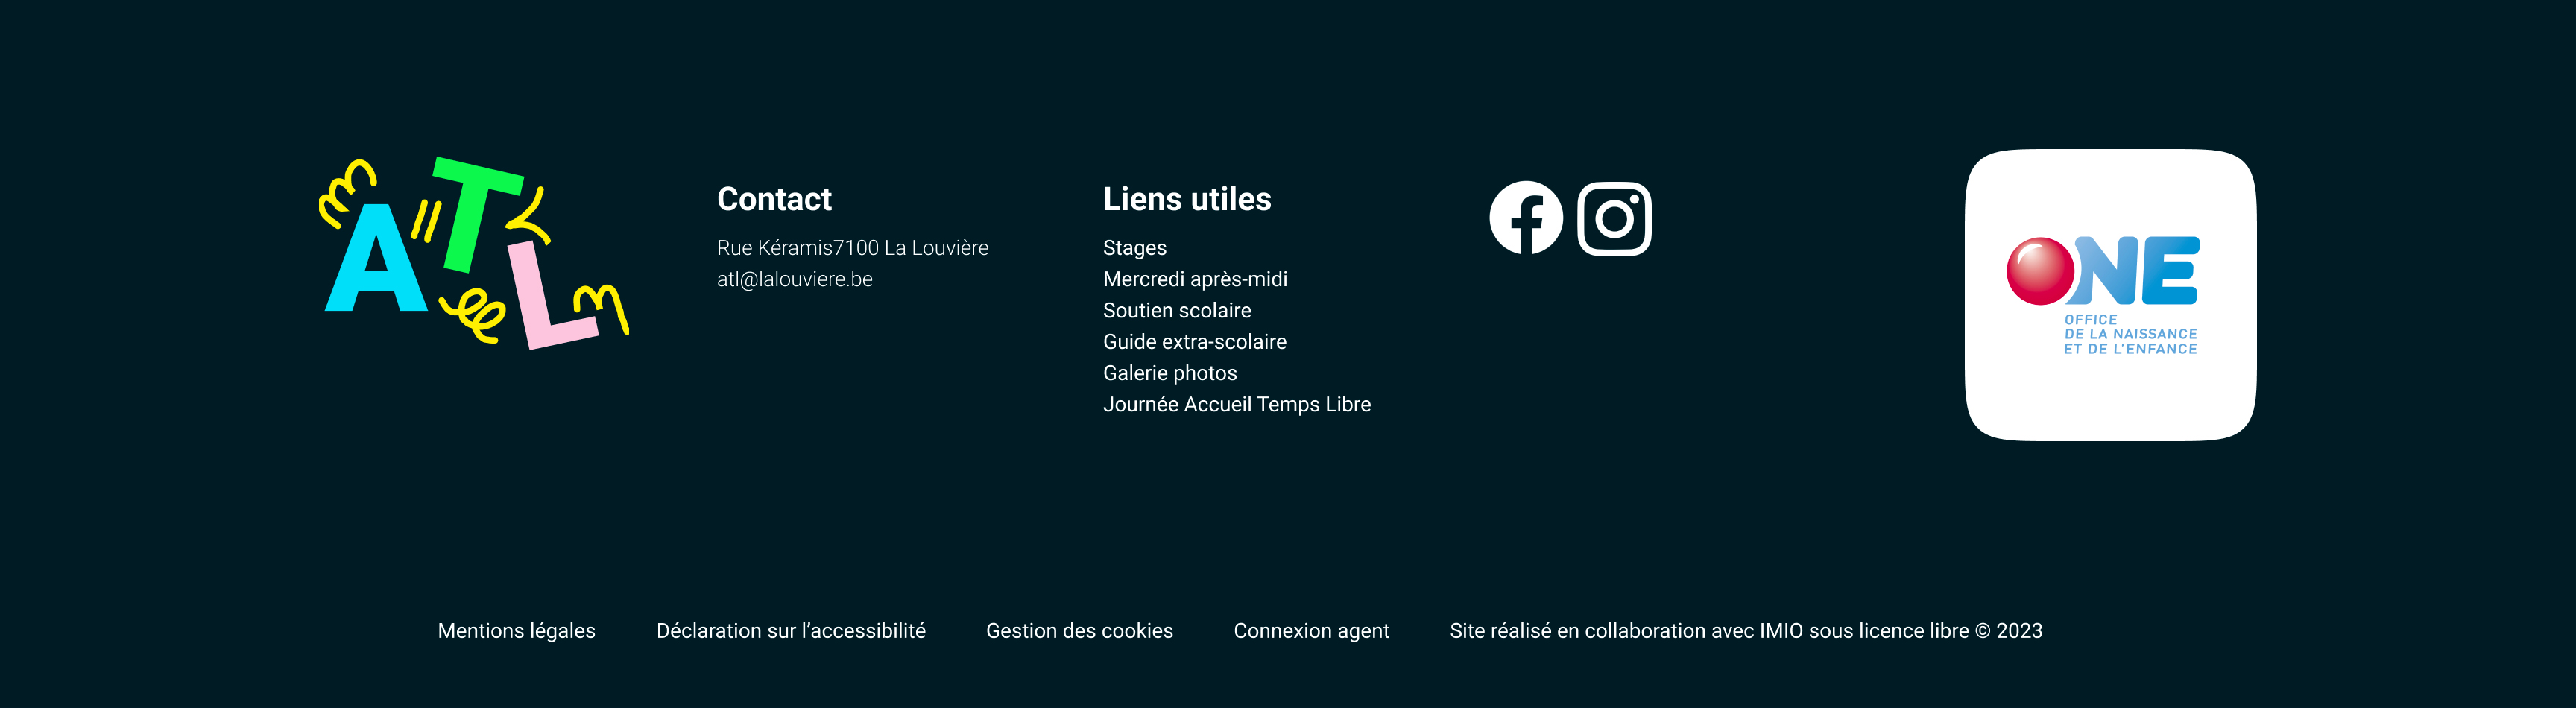 ATL
Contact
Rue Kéramis7100 La Louvière
atl@lalouviere.be
Liens utiles
Stages
Mercredi après-midi
Soutien scolaire
Guide extra-scolaire
Galerie photos
Journée Accueil Temps Libre
ONE
OFFICE
DE LA NAISSANCE
ET DE L'ENFANCE
Mentions légales
Déclaration sur l’accessibilité
Gestion des cookies
Connexion agent
Site réalisé en collaboration avec IMIO sous licence libre © 2023